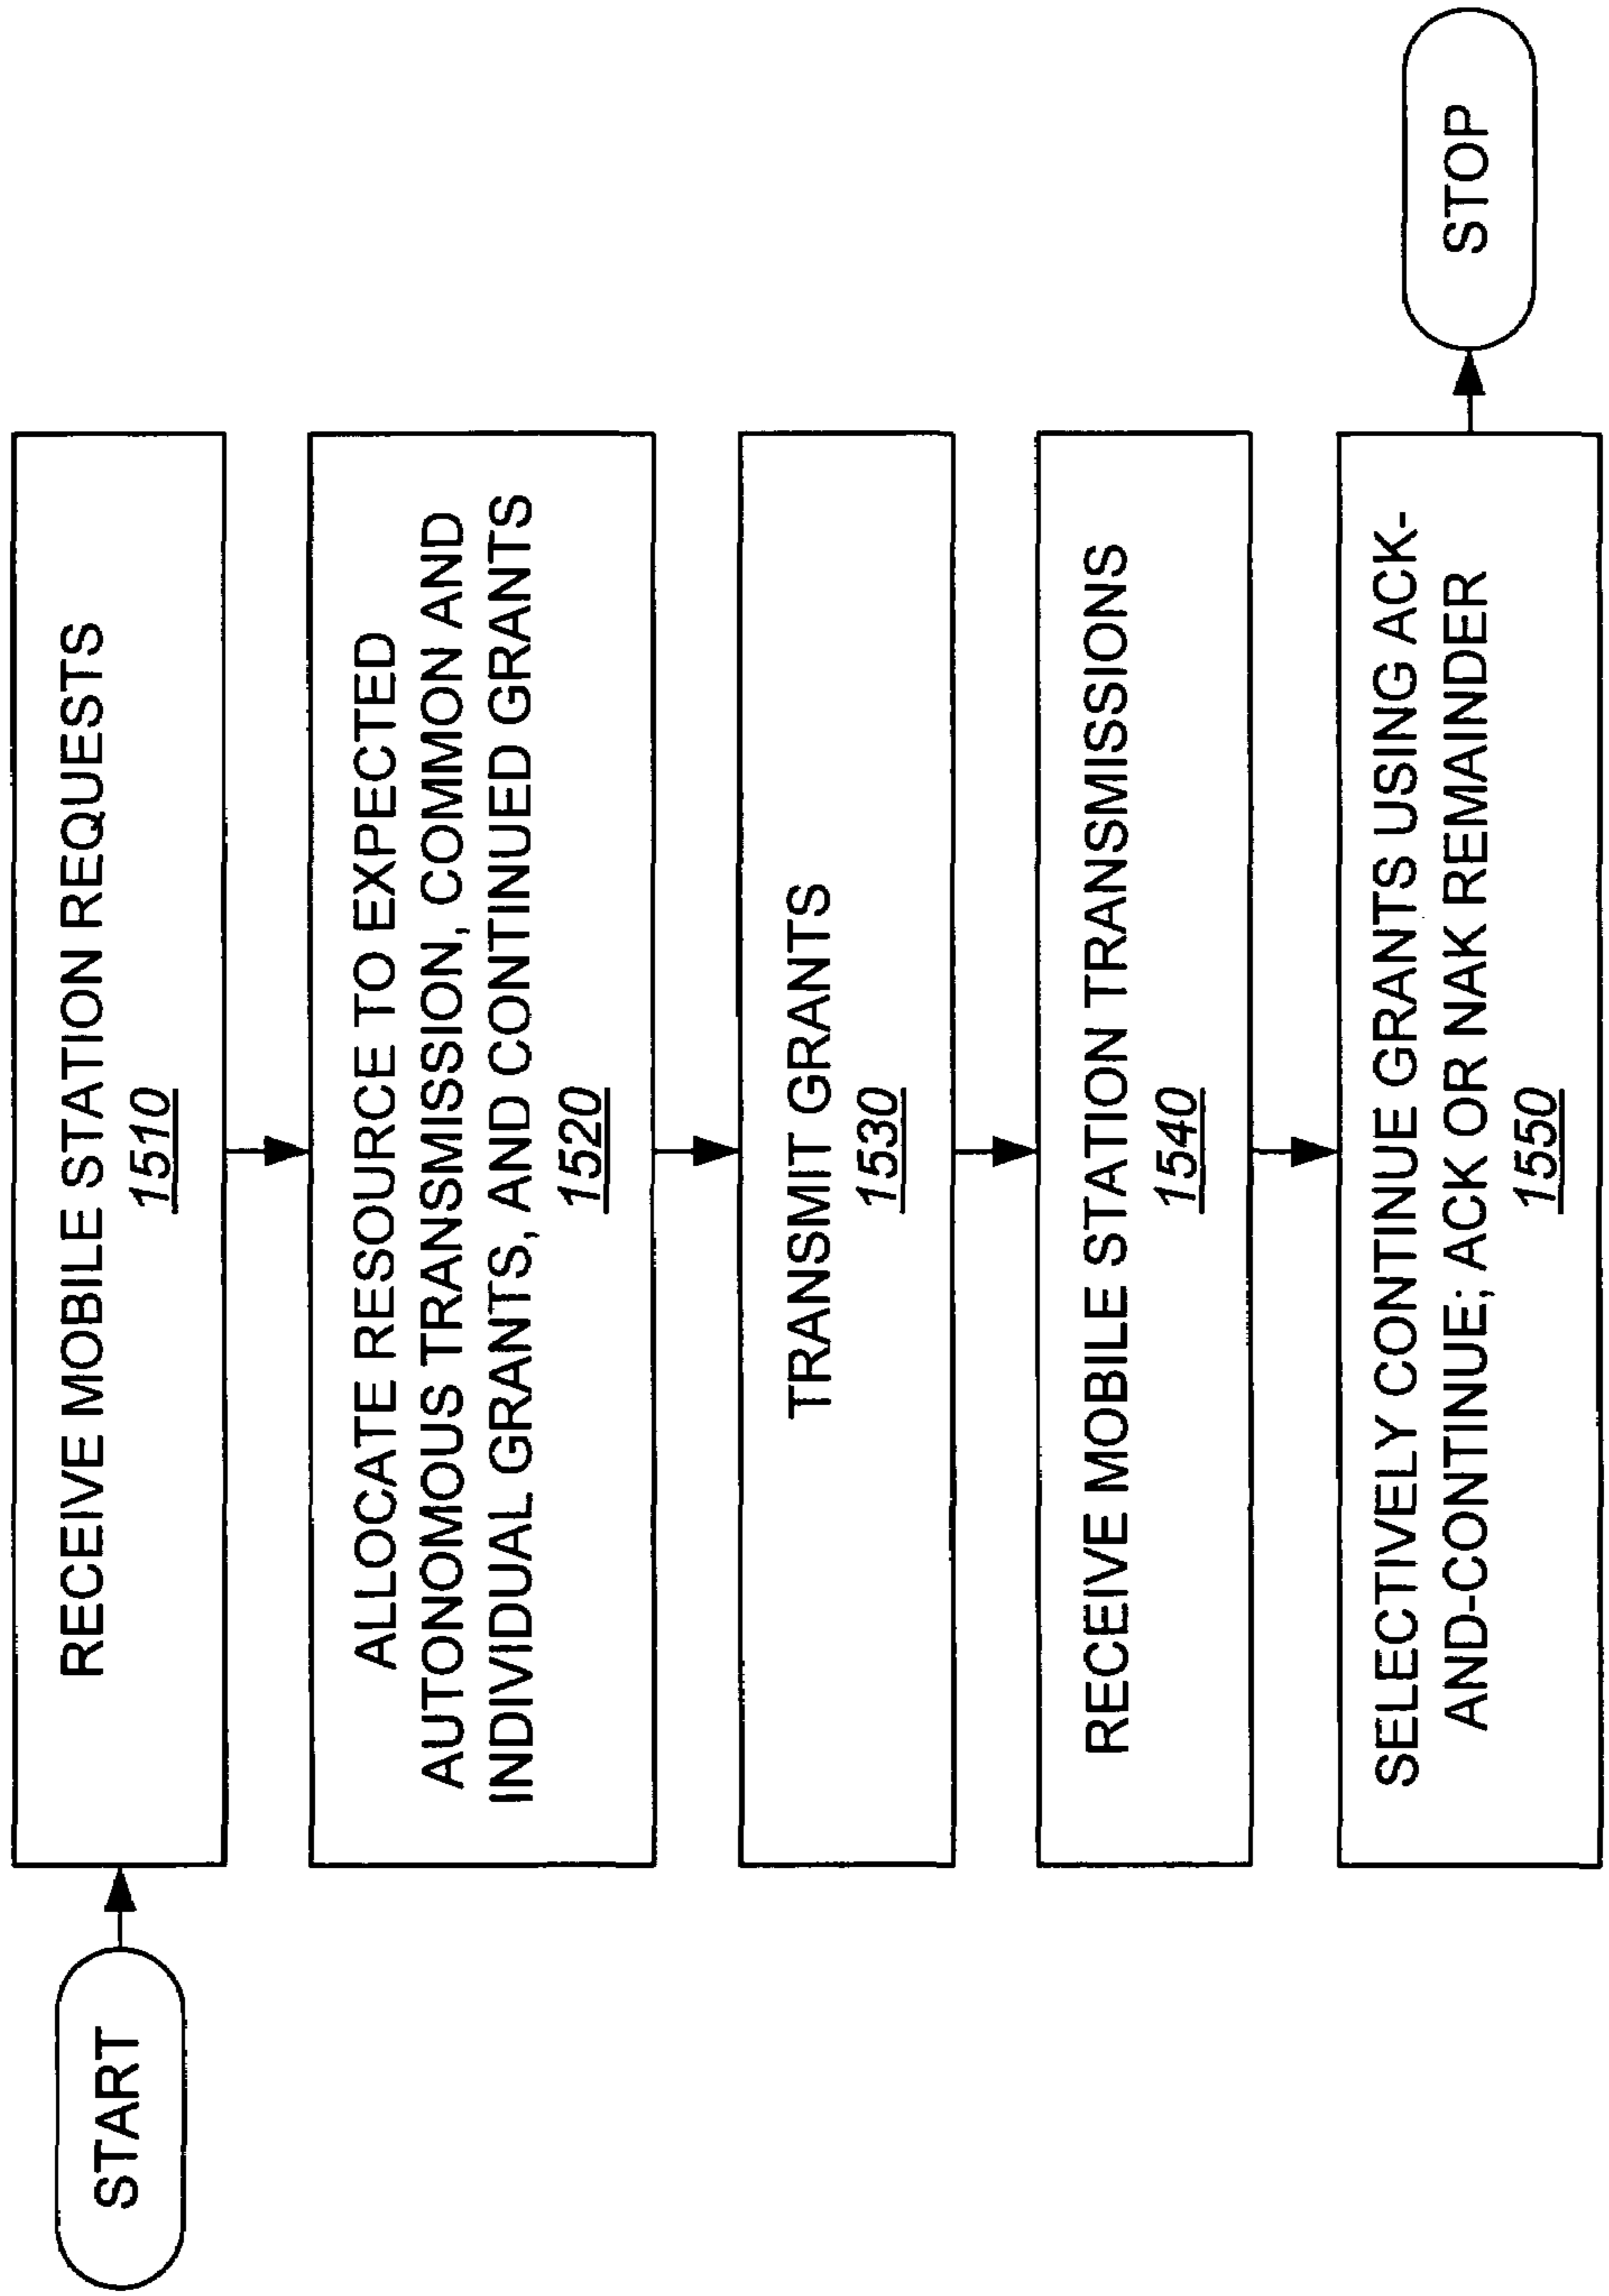 START
RECEIVE MOBILE STATION REQUESTS
1510
ALLOCATE RESOURCE TO EXPECTED
AUTONOMOUS TRANSMISSION, COMMON AND
INDIVIDUAL GRANTS, AND CONTINUED GRANTS
1520
TRANSMIT GRANTS
1530
RECEIVE MOBILE STATION TRANSMISSIONS
1540
SELECTIVELY CONTINUE GRANTS USING ACK-
AND-CONTINUE; ACK OR NAK REMAINDER
1550
STOP